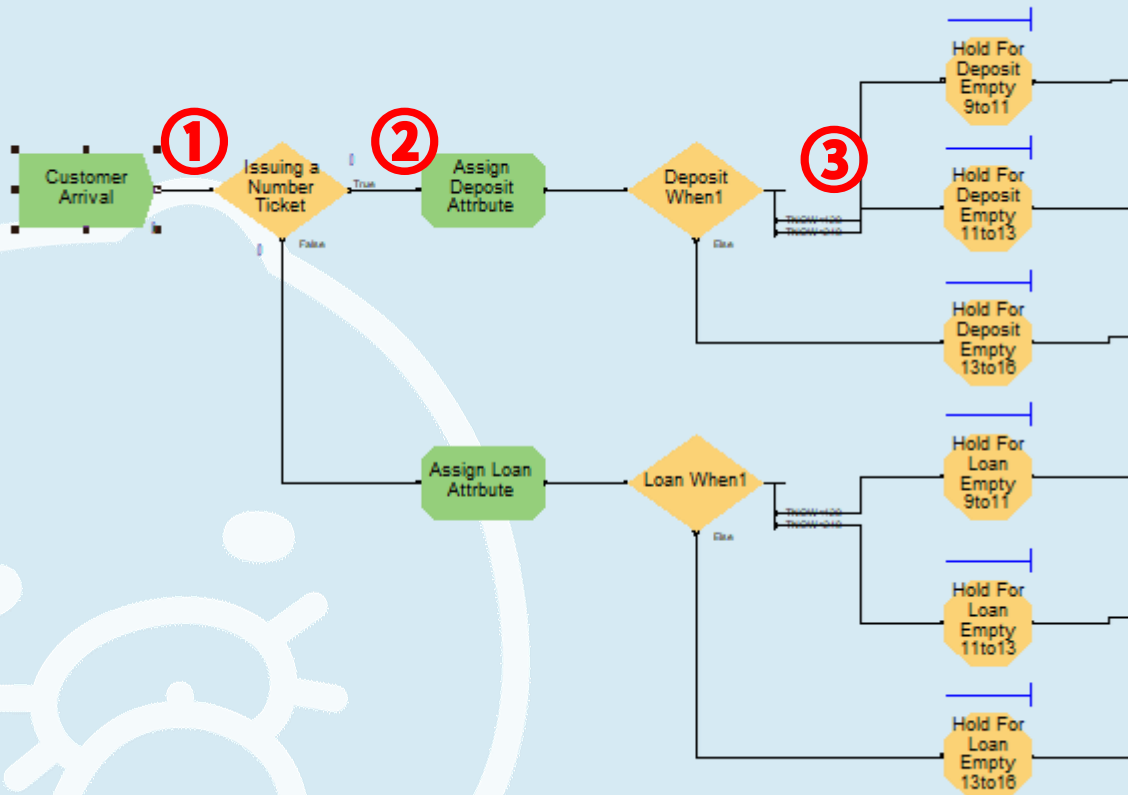 ①
②
③
Customer
Arrival
Issuing a
Number
Ticket
True
False
Assign
Deposit
Attrbute
Deposit
When1
Else
Hold For
Deposit
Empty
9to11
Hold For
Deposit
Empty
11to13
Hold For
Deposit
Empty
13to16
Assign Loan
Attrbute
Loan When1
Else
Hold For
Loan
Empty
9to11
Hold For
Loan
Empty
11to13
Hold For
Loan
Empty
13to16